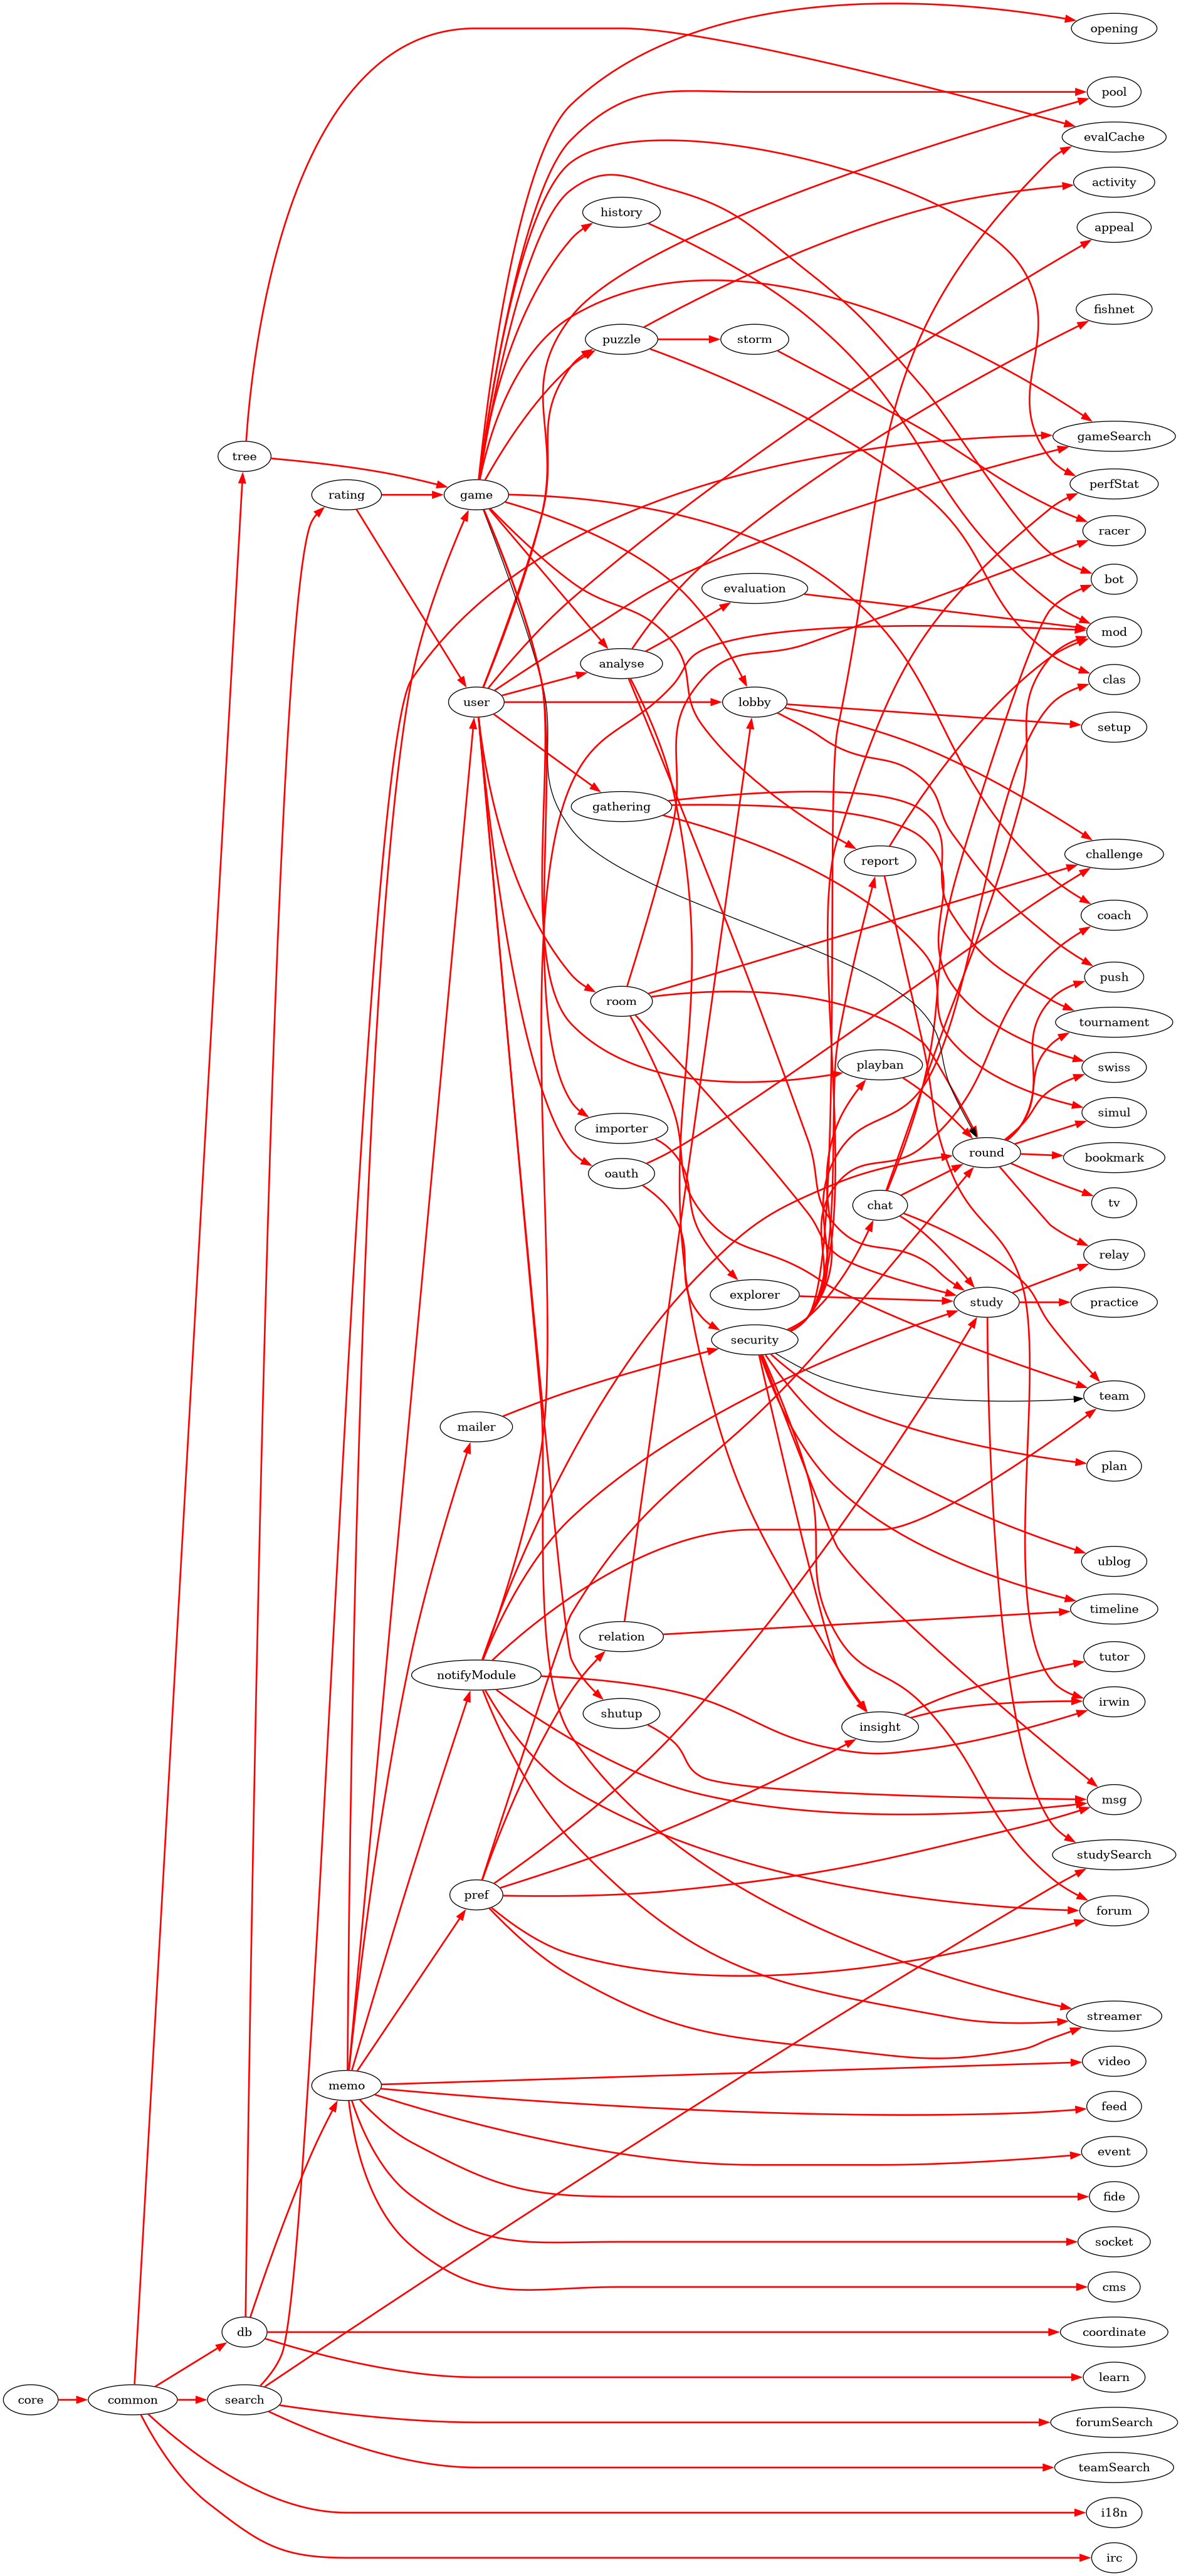 opening
pool
evalCache
activity
history
appeal
fishnet
puzzle
storm
gameSearch
tree
perfStat
rating
game
racer
bot
evaluation
mod
analyse
clas
user
lobby
setup
gathering
challenge
report
coach
push
room
tournament
playban
swiss
simul
importer
round
bookmark
oauth
tv
chat
relay
explorer
study
practice
security
team
mailer
plan
ublog
timeline
relation
tutor
notifyModule
irwin
shutup
insight
msg
studySearch
pref
forum
streamer
video
memo
feed
event
fide
socket
cms
db
coordinate
learn
core
common
search
forumSearch
teamSearch
i18n
irc